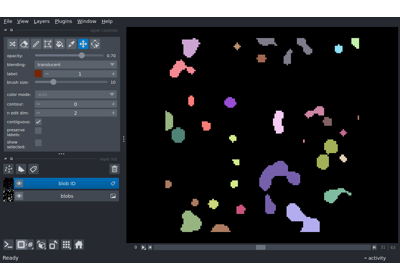 File View Layers Plugins Window Help
opacity: 0.70
blending: translucent
label: 1
brush size: 10
color mode:
contour: 0
n edit dim: 2
contiguous:
preserve labels:
show selected:
blob ID
blobs
Ready
activity